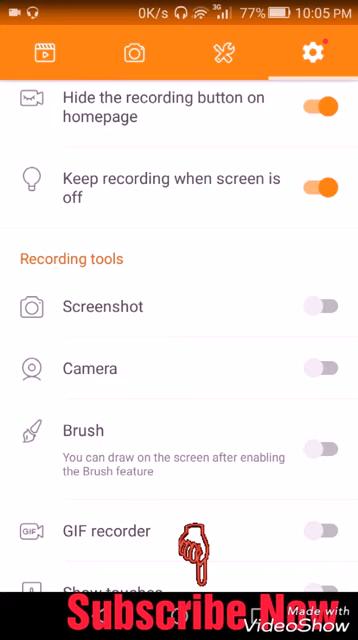 0K/s 3G 77% 10:05 PM
Hide the recording button on
homepage
Keep recording when screen is
off
Recording tools
Screenshot
Camera
Brush
You can draw on the screen after enabling
the Brush feature
GIF GIF recorder
Show touches
Subscribe Now
Made with
VideoShow